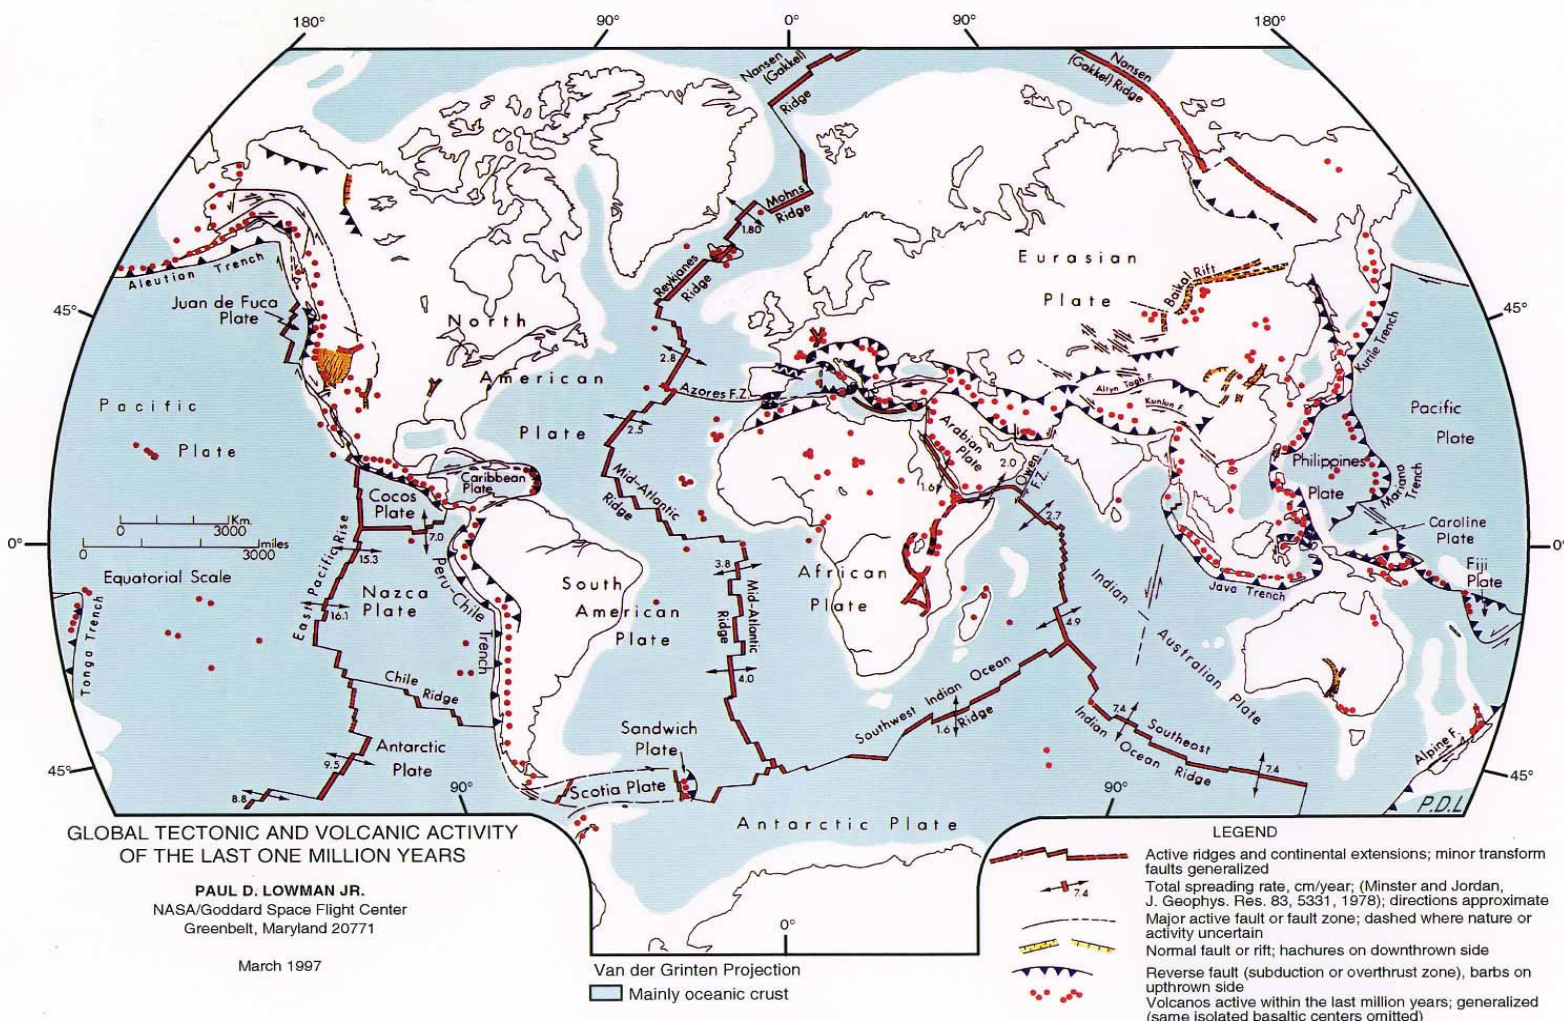 180°
90°
0°
90°
180°
Nansen
(Gakkel)
Ridge
Nansen
(Gakkel) Ridge
Mohns
Ridge
1.80
Reykjanes
Ridge
Aleutian Trench
Juan de Fuca
Plate
45°
North
American
Plate
2.8
Azores F.Z.
2.5
Eurasian
Plate
Baikal Rift
45°
Kurile Trench
Altyn Tagh F.
Kunlun F.
Pacific
Plate
Pacific
Plate
Mid-Atlantic
Ridge
Arabian
Plate
2.0
1.6
Owen
F.Z.
2.7
Philippines
Plate
Mariana
Trench
Caroline
Plate
Fiji
Plate
Caribbean
Plate
Cocos
Plate
7.0
0 Km.
3000
0 3000 miles
Equatorial Scale
0°
0°
15.3
East Pacific Rise
16.1
Nazca
Plate
Peru-Chile
Trench
South
American
Plate
3.8
Mid-Atlantic
Ridge
4.0
African
Plate
Indian
Australian Plate
Java Trench
4.9
Tonga Trench
Chile
Ridge
Southwest Indian Ocean
Ridge
1.6
7.4
Southeast
Indian Ocean Ridge
7.4
Alpine F.
4
Antarctic
Plate
9.5
8.8
45°
90°
Sandwich
Plate
Scotia Plate
90°
45°
P.D.L.
Antarctic Plate
GLOBAL TECTONIC AND VOLCANIC ACTIVITY
OF THE LAST ONE MILLION YEARS
PAUL D. LOWMAN JR.
NASA/Goddard Space Flight Center
Greenbelt, Maryland 20771
March 1997
0°
Van der Grinten Projection
Mainly oceanic crust
LEGEND
Active ridges and continental extensions; minor transform
faults generalized
7.4
Total spreading rate, cm/year; (Minster and Jordan,
J. Geophys. Res. 83, 5331, 1978); directions approximate
Major active fault or fault zone; dashed where nature or
activity uncertain
Normal fault or rift; hachures on downthrown side
Reverse fault (subduction or overthrust zone), barbs on
upthrown side
Volcanos active within the last million years; generalized
(same isolated basaltic centers omitted)